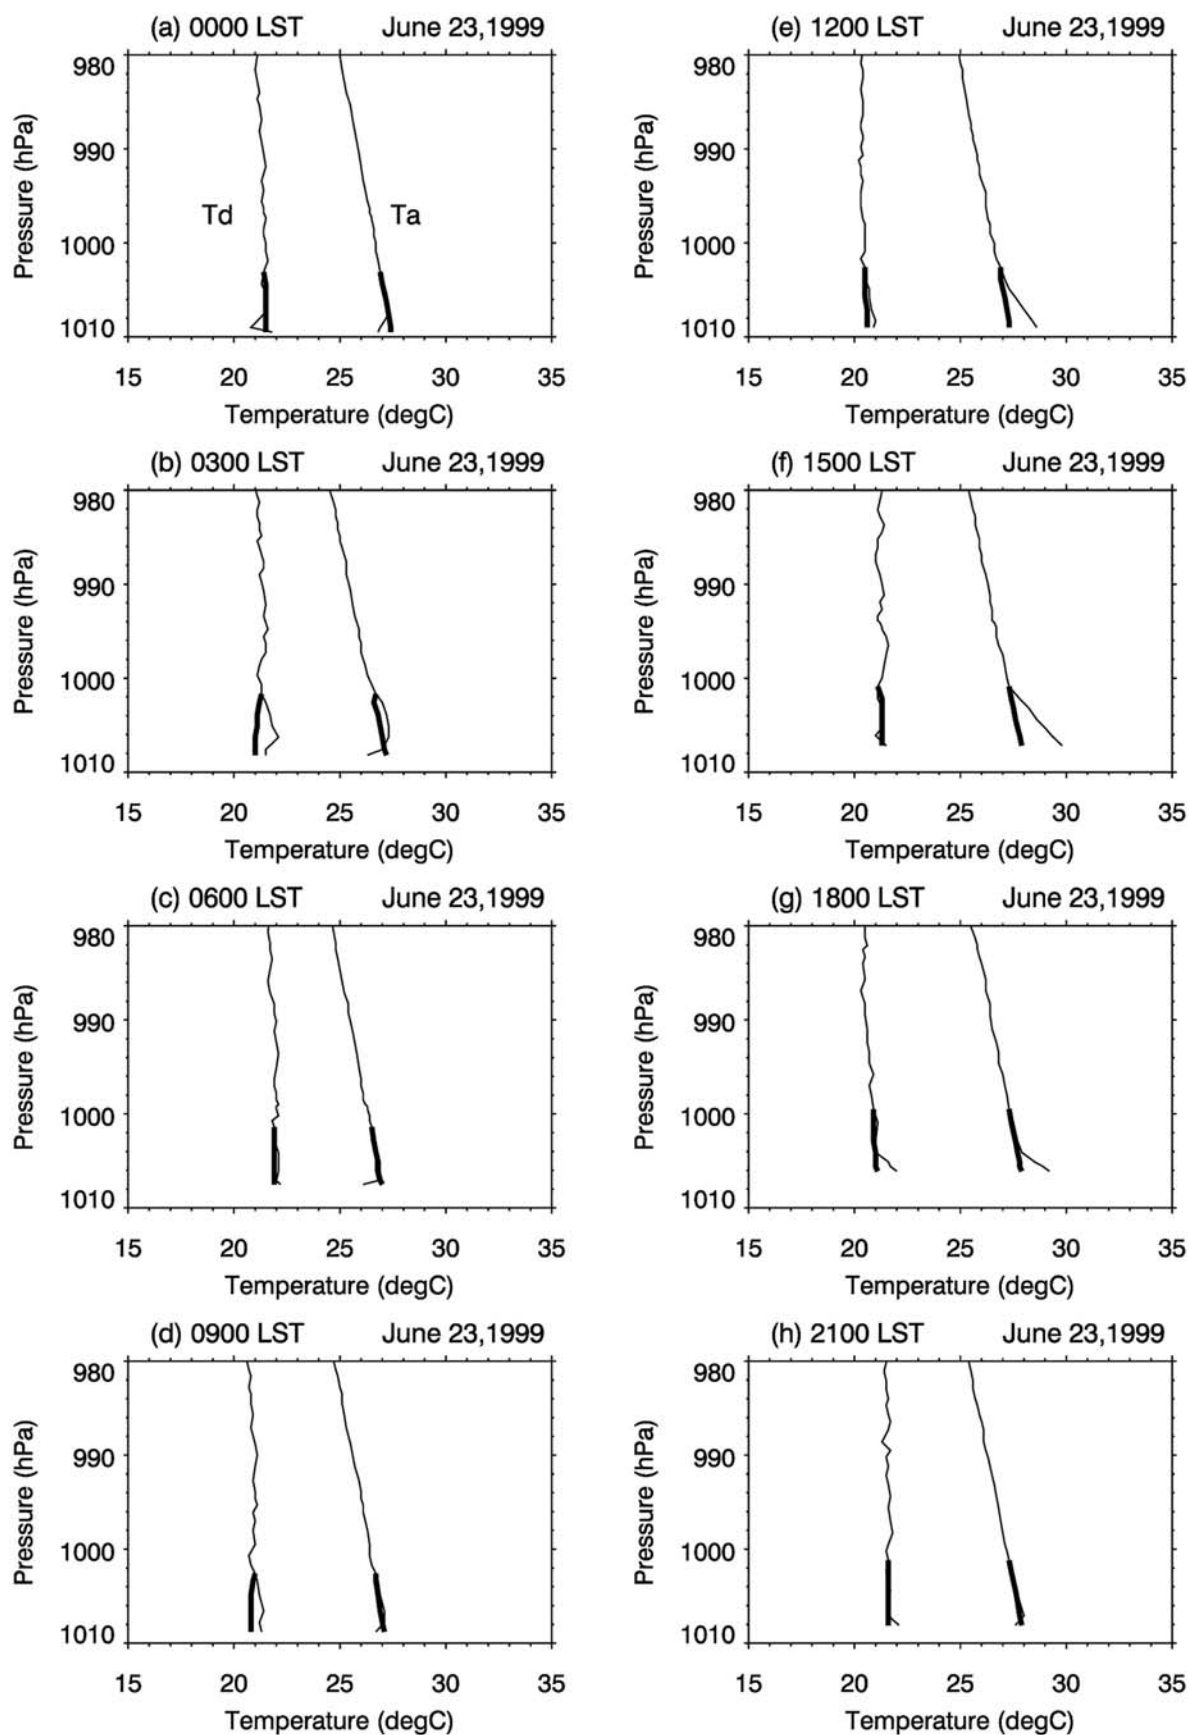 (a) 0000 LST June 23,1999
980
990
1000
1010
Pressure (hPa)
Td
Ta
15 20 25 30 35
Temperature (degC)
(b) 0300 LST June 23,1999
980
990
1000
1010
Pressure (hPa)
15 20 25 30 35
Temperature (degC)
(c) 0600 LST June 23,1999
980
990
1000
1010
Pressure (hPa)
15 20 25 30 35
Temperature (degC)
(d) 0900 LST June 23,1999
980
990
1000
1010
Pressure (hPa)
15 20 25 30 35
Temperature (degC)
(e) 1200 LST June 23,1999
980
990
1000
1010
Pressure (hPa)
15 20 25 30 35
Temperature (degC)
(f) 1500 LST June 23,1999
980
990
1000
1010
Pressure (hPa)
15 20 25 30 35
Temperature (degC)
(g) 1800 LST June 23,1999
980
990
1000
1010
Pressure (hPa)
15 20 25 30 35
Temperature (degC)
(h) 2100 LST June 23,1999
980
990
1000
1010
Pressure (hPa)
15 20 25 30 35
Temperature (degC)